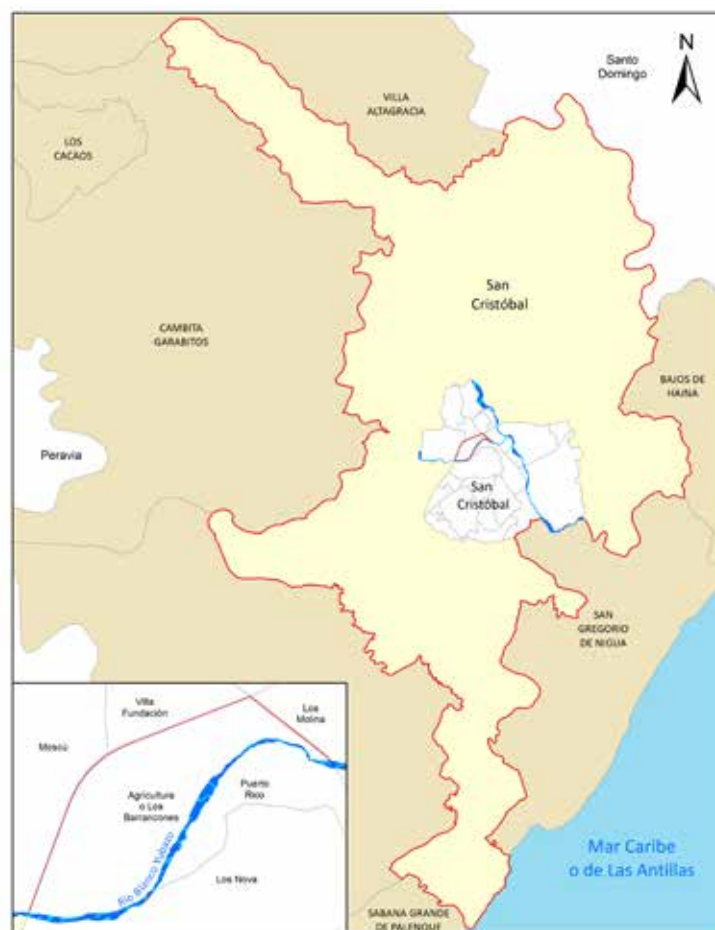 N
Santo
Domingo
VILLA
ALTAGRACIA
LOS
CACAOS
San
Cristóbal
CAMBITA
GARABITOS
BAJOS DE
HAINA
Peravia
San
Cristóbal
SAN
GREGORIO
DE NIGUA
Villa
Fundación
Los
Molina
Moscú
Agricultura
o Los
Barrancones
Puerto
Rico
Los Nova
Río Blanco Yubazo
Mar Caribe
o de Las Antillas
SABANA GRANDE
DE PALENQUE